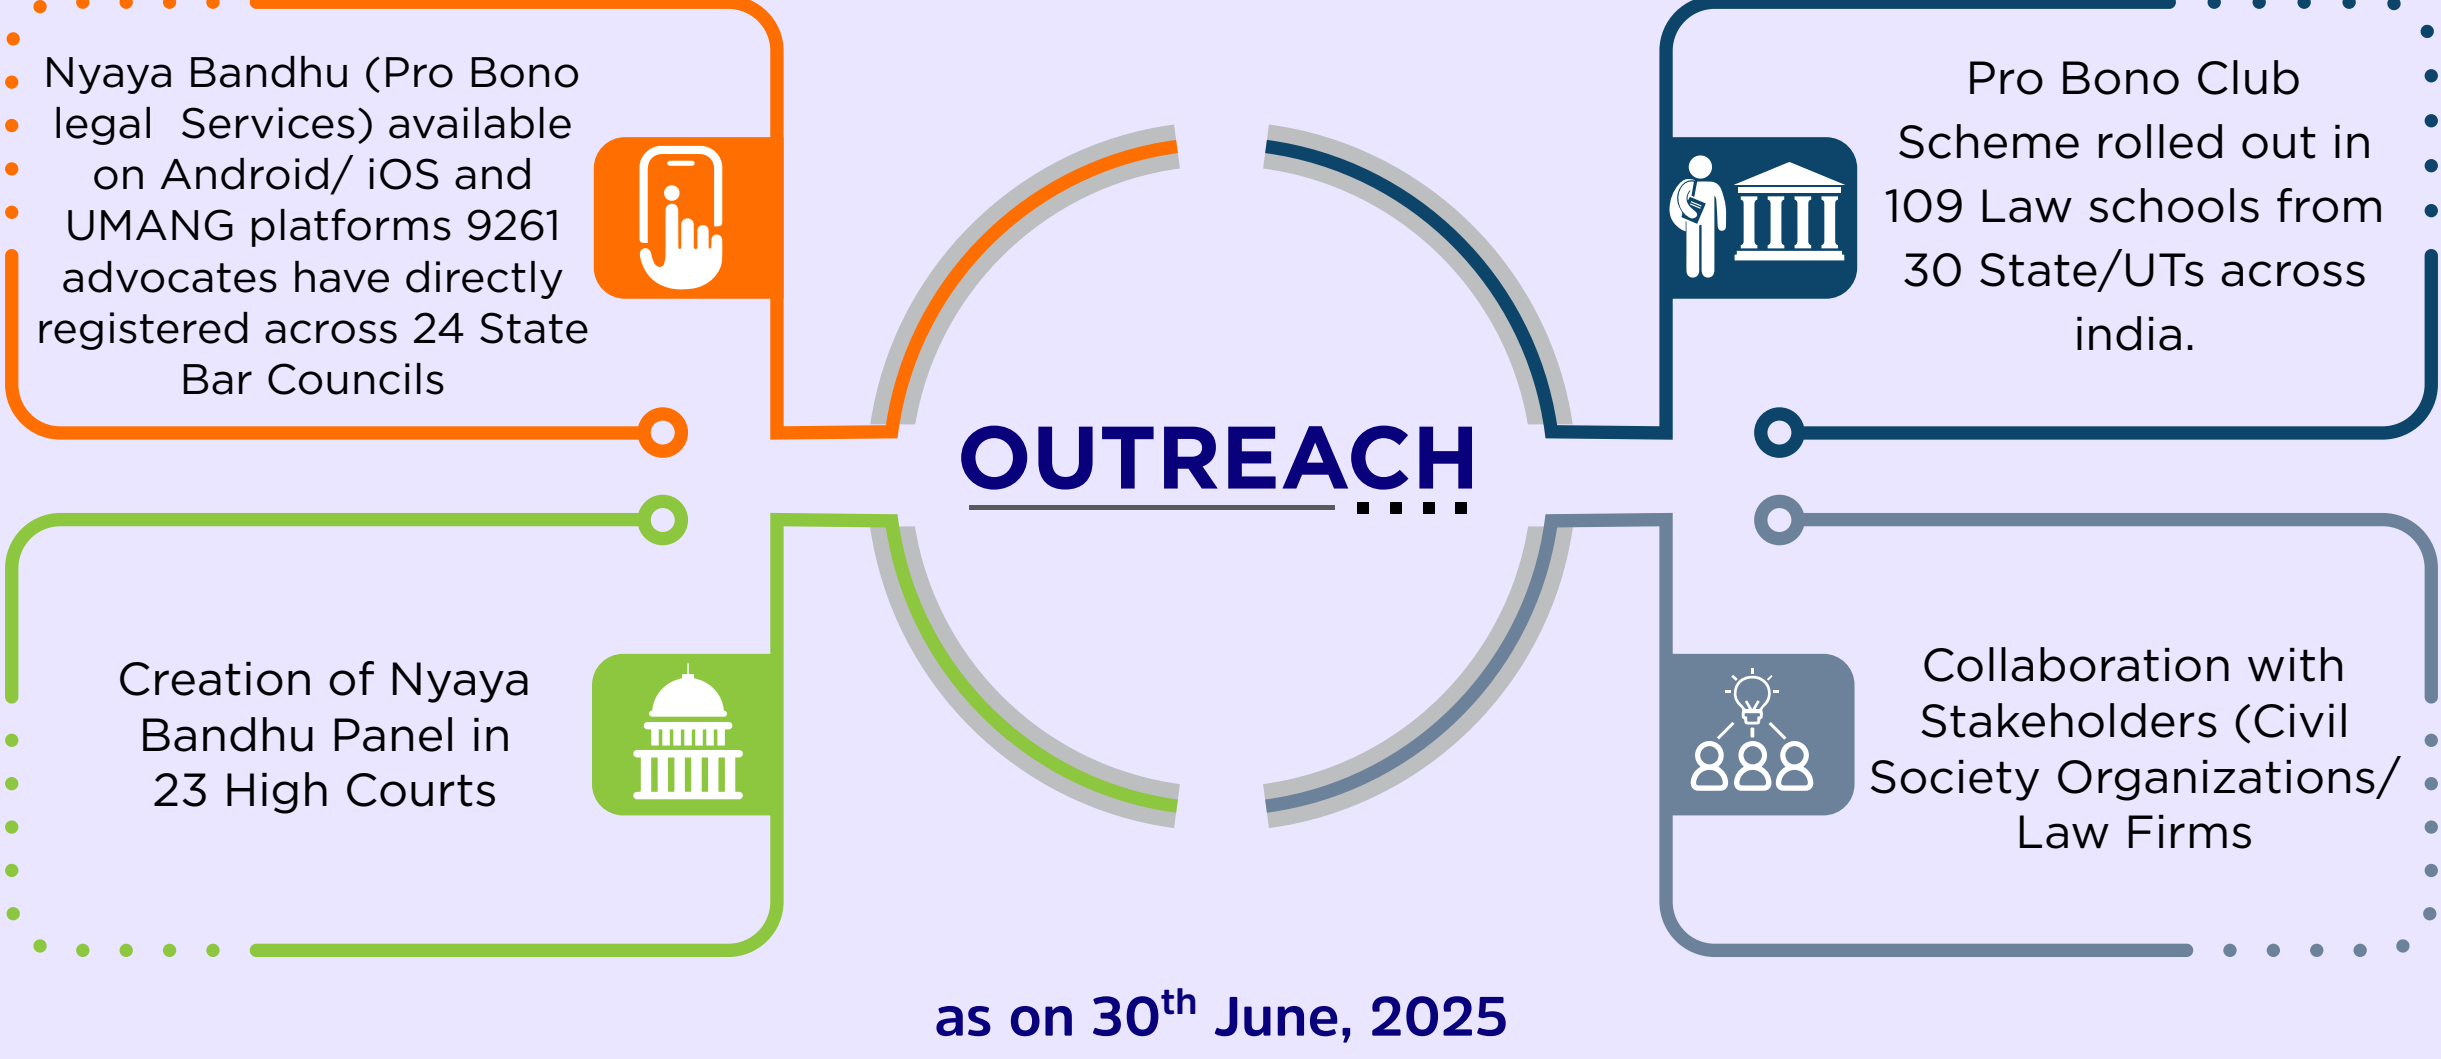 Nyaya Bandhu (Pro Bono
legal Services) available
on Android/ iOS and
UMANG platforms 9261
advocates have directly
registered across 24 State
Bar Councils
Pro Bono Club
Scheme rolled out in
109 Law schools from
30 State/UTs across
india.
OUTREACH
Creation of Nyaya
Bandhu Panel in
23 High Courts
Collaboration with
Stakeholders (Civil
Society Organizations/
Law Firms
as on 30th June, 2025